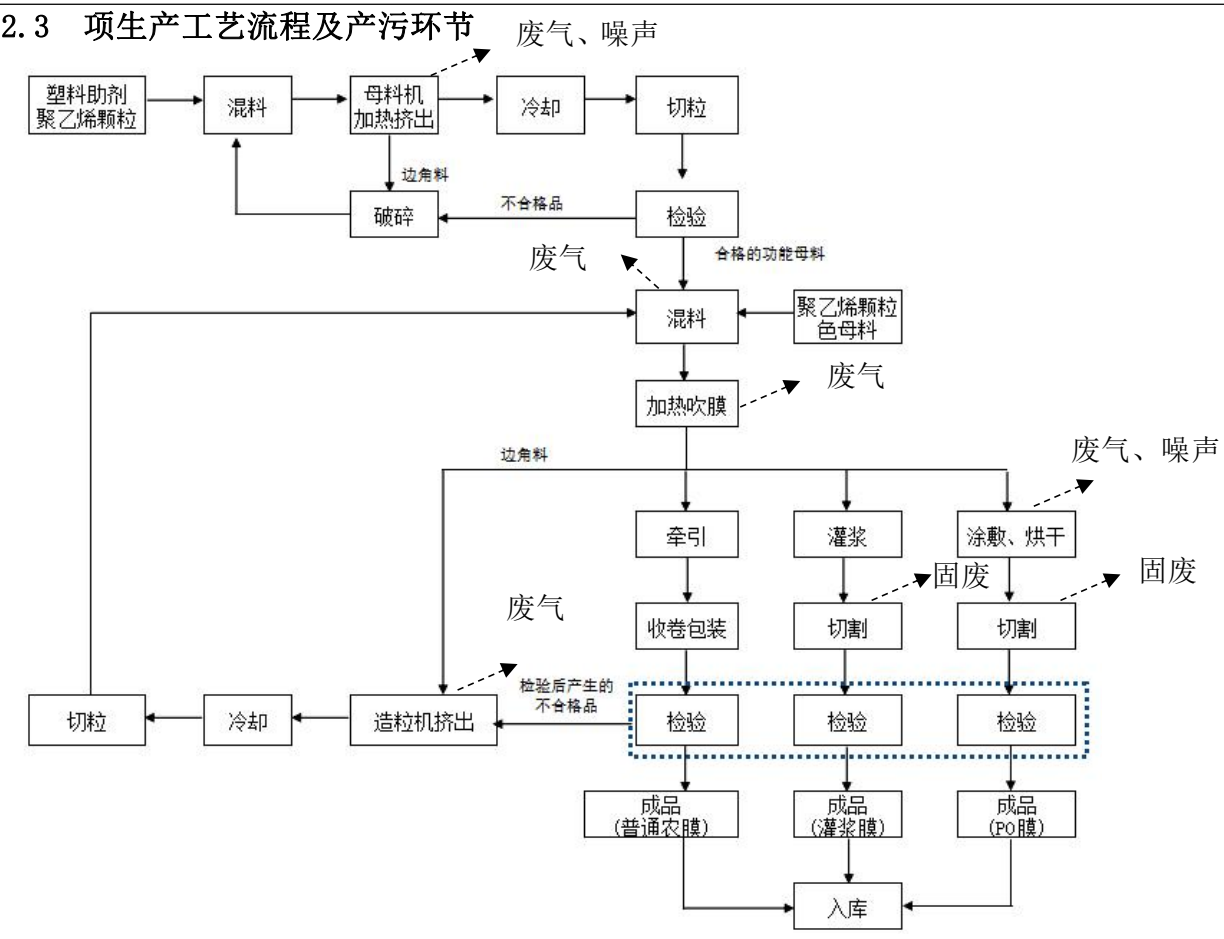 2.3 项生产工艺流程及产污环节
废气、噪声
塑料助剂
聚乙烯颗粒
混料
母料机
加热挤出
冷却
切粒
边角料
破碎
不合格品
检验
废气
合格的功能母料
混料
聚乙烯颗粒
色母料
加热吹膜
废气
边角料
废气、噪声
牵引
灌浆
涂敷、烘干
固废
固废
废气
收卷包装
切割
切割
检验后产生的
不合格品
切粒
冷却
造粒机挤出
检验
检验
检验
成品
(普通农膜)
成品
(灌浆膜)
成品
(PO膜)
入库